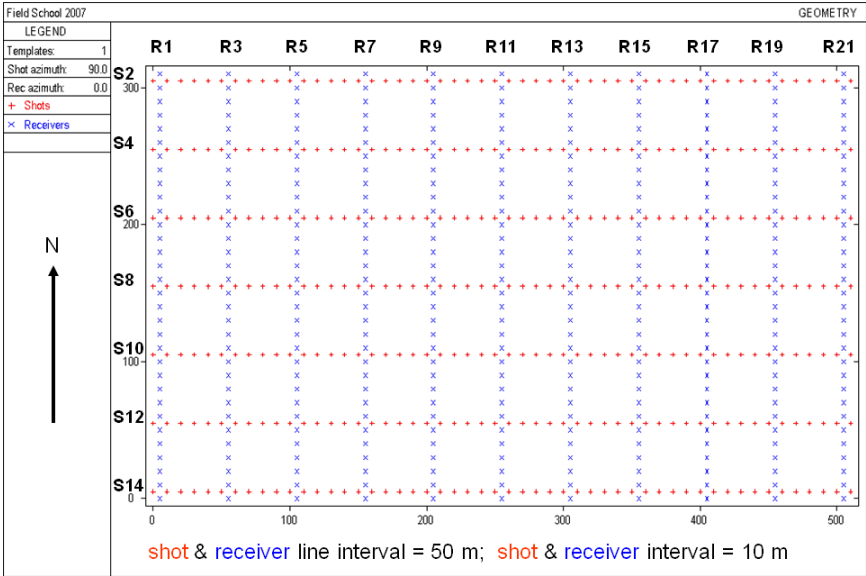 Field School 2007 GEOMETRY
LEGEND
Templates: 1
Shot azimuth: 90.0
Rec azimuth: 0.0
+ Shots
× Receivers
R1 R3 R5 R7 R9 R11 R13 R15 R17 R19 R21
S2
300
S4
S6
200
N
S8
S10
100
S12
S14
0
0 100 200 300 400 500
shot & receiver line interval = 50 m; shot & receiver interval = 10 m